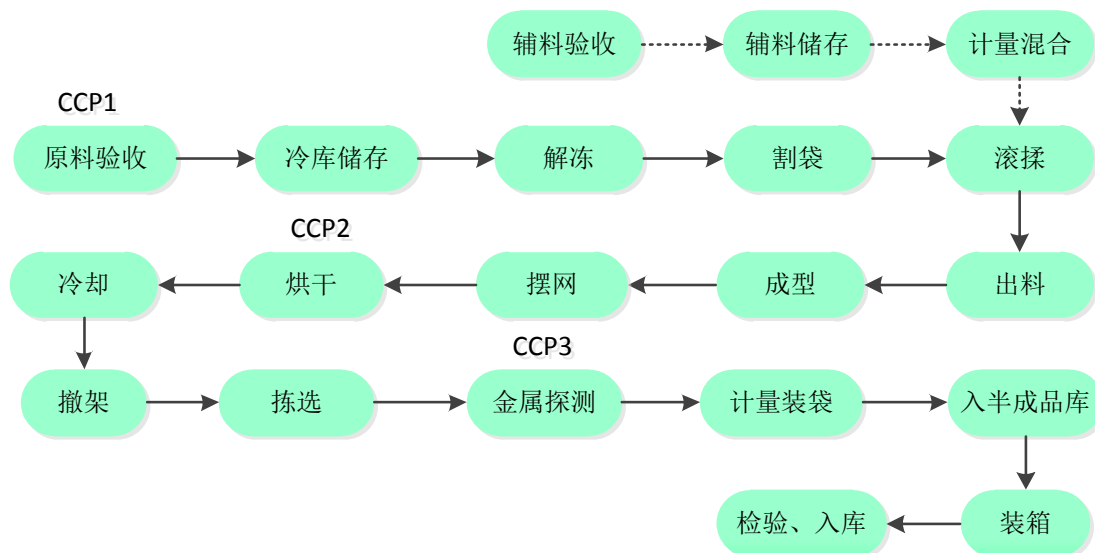 辅料验收
辅料储存
计量混合
CCP1
原料验收
冷库储存
解冻
割袋
滚揉
CCP2
冷却
烘干
摆网
成型
出料
CCP3
撤架
拣选
金属探测
计量装袋
入半成品库
检验、入库
装箱